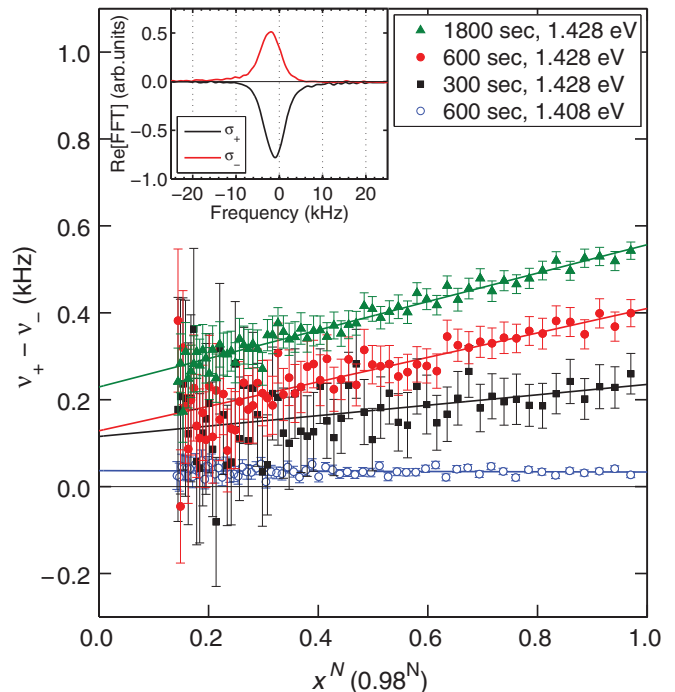 1800 sec, 1.428 eV
600 sec, 1.428 eV
300 sec, 1.428 eV
600 sec, 1.408 eV
Re[FFT] (arb.units)
0.5
0.0
−0.5
−1.0
σ+
σ−
−20
−10
0
10
20
Frequency (kHz)
ν+ − ν− (kHz)
1.0
0.8
0.6
0.4
0.2
0.0
−0.2
0.0
0.2
0.4
0.6
0.8
1.0
x^N (0.98^N)